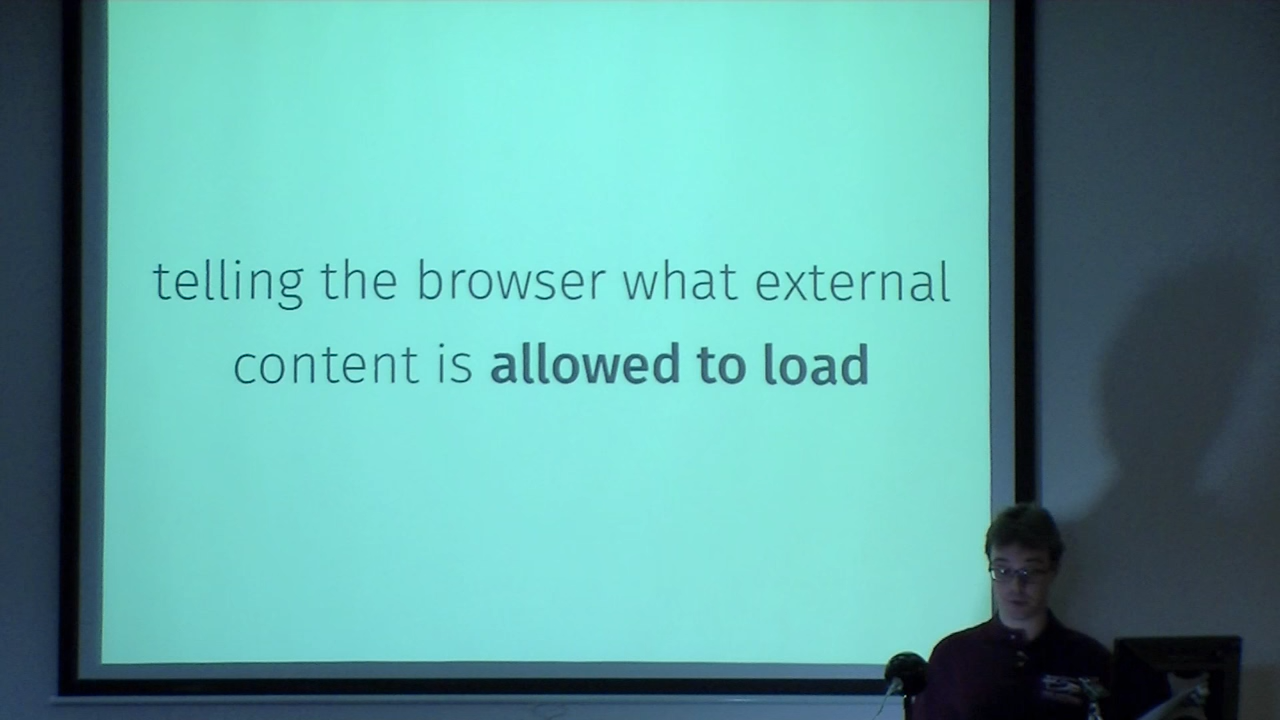 telling the browser what external
content is allowed to load